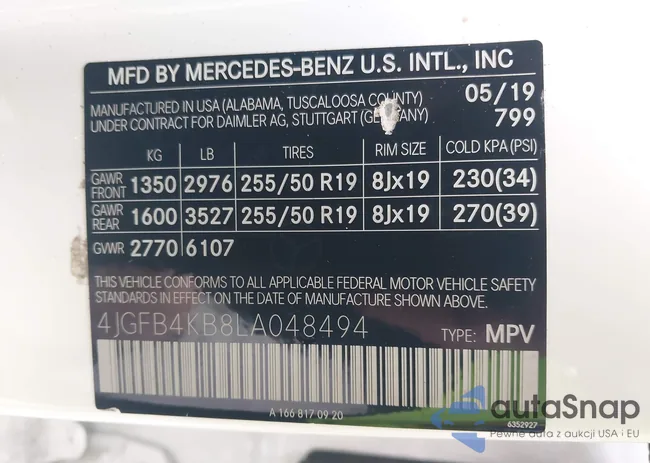 MFD BY MERCEDES-BENZ U.S. INTL., INC
MANUFACTURED IN USA (ALABAMA, TUSCALOOSA COUNTY) 05/19
UNDER CONTRACT FOR DAIMLER AG, STUTTGART (GERMANY) 799
KG LB TIRES RIM SIZE COLD KPA (PSI)
GAWR FRONT 1350 2976 255/50 R19 8Jx19 230(34)
GAWR REAR 1600 3527 255/50 R19 8Jx19 270(39)
GVWR 2770 6107
THIS VEHICLE CONFORMS TO ALL APPLICABLE FEDERAL MOTOR VEHICLE SAFETY
STANDARDS IN EFFECT ON THE DATE OF MANUFACTURE SHOWN ABOVE.
4JGFB4KB8LA048494 TYPE: MPV
A 166 817 09 20
6352927
autaSnap
Pewne auta z aukcji USA i EU